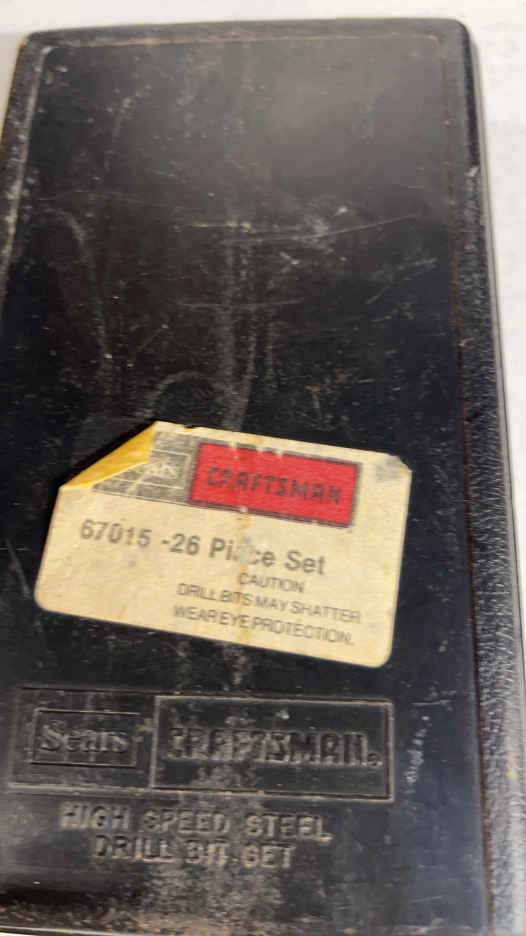 CRAFTSMAN
67015 -26 Piece Set
CAUTION
DRILL BITS MAY SHATTER
WEAR EYE PROTECTION.
Sears CRAFTSMAN®
HIGH SPEED STEEL
DRILL BIT SET